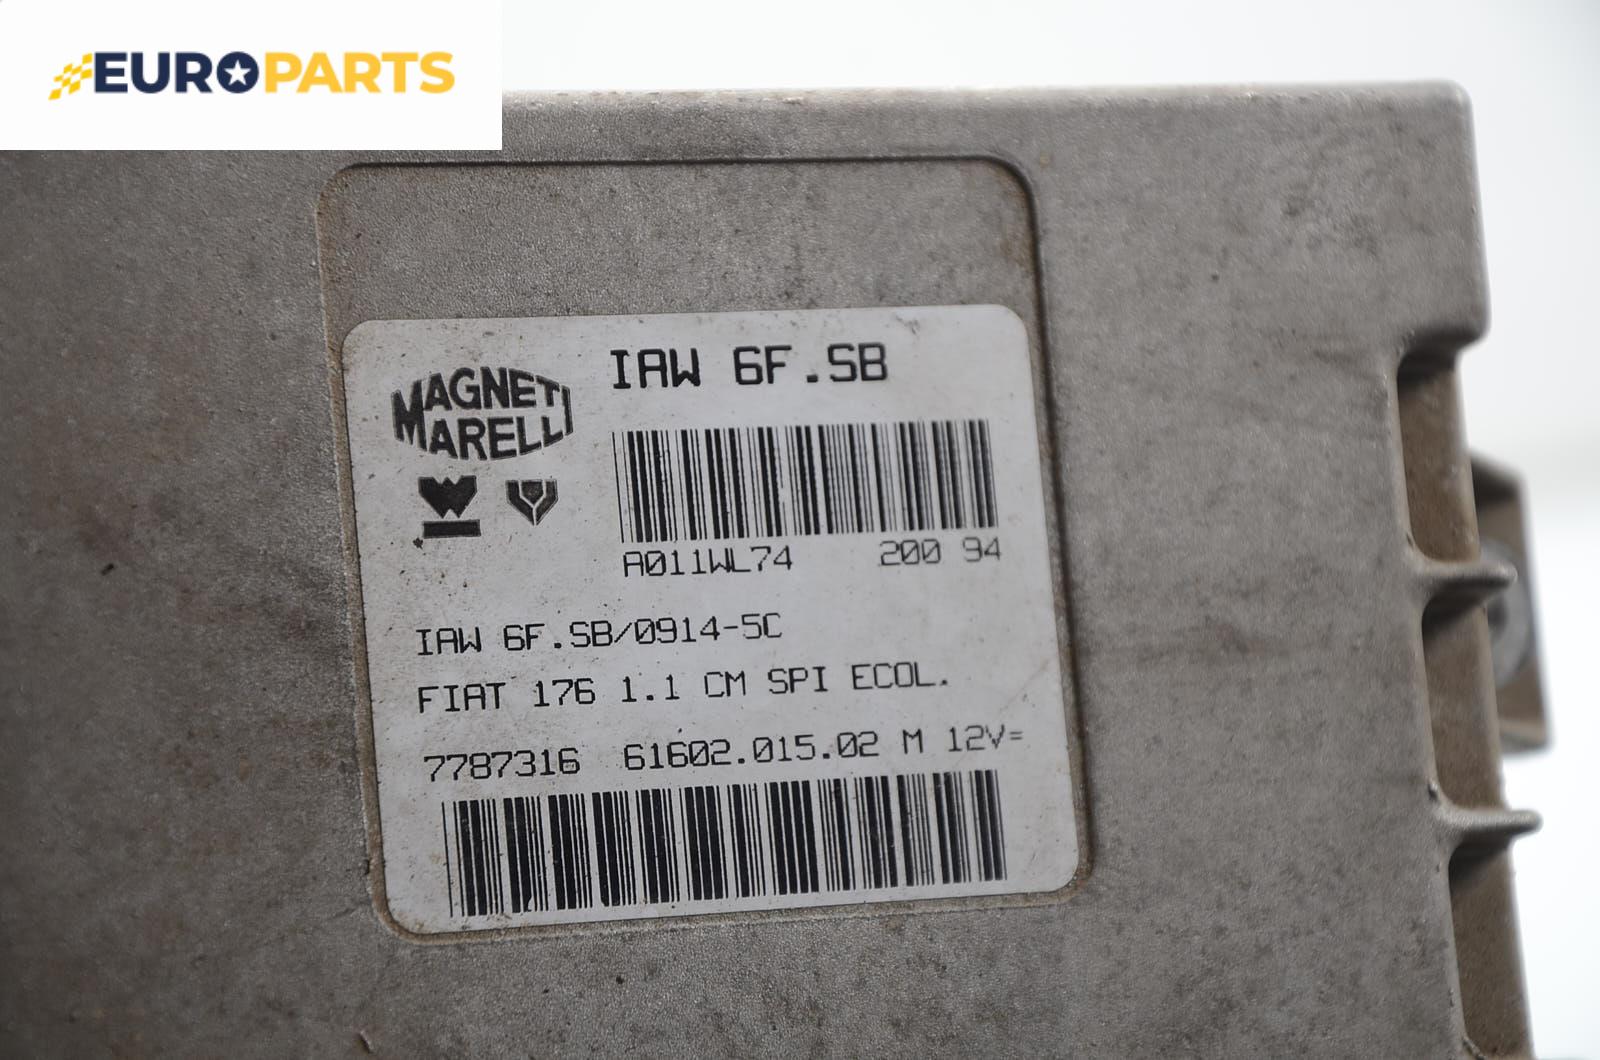 EUROPARTS
MAGNETI
MARELLI
IAW 6F.SB
A011WL74 200 94
IAW 6F.SB/0914-5C
FIAT 176 1.1 CM SPI ECOL.
7787316 61602.015.02 M 12V=